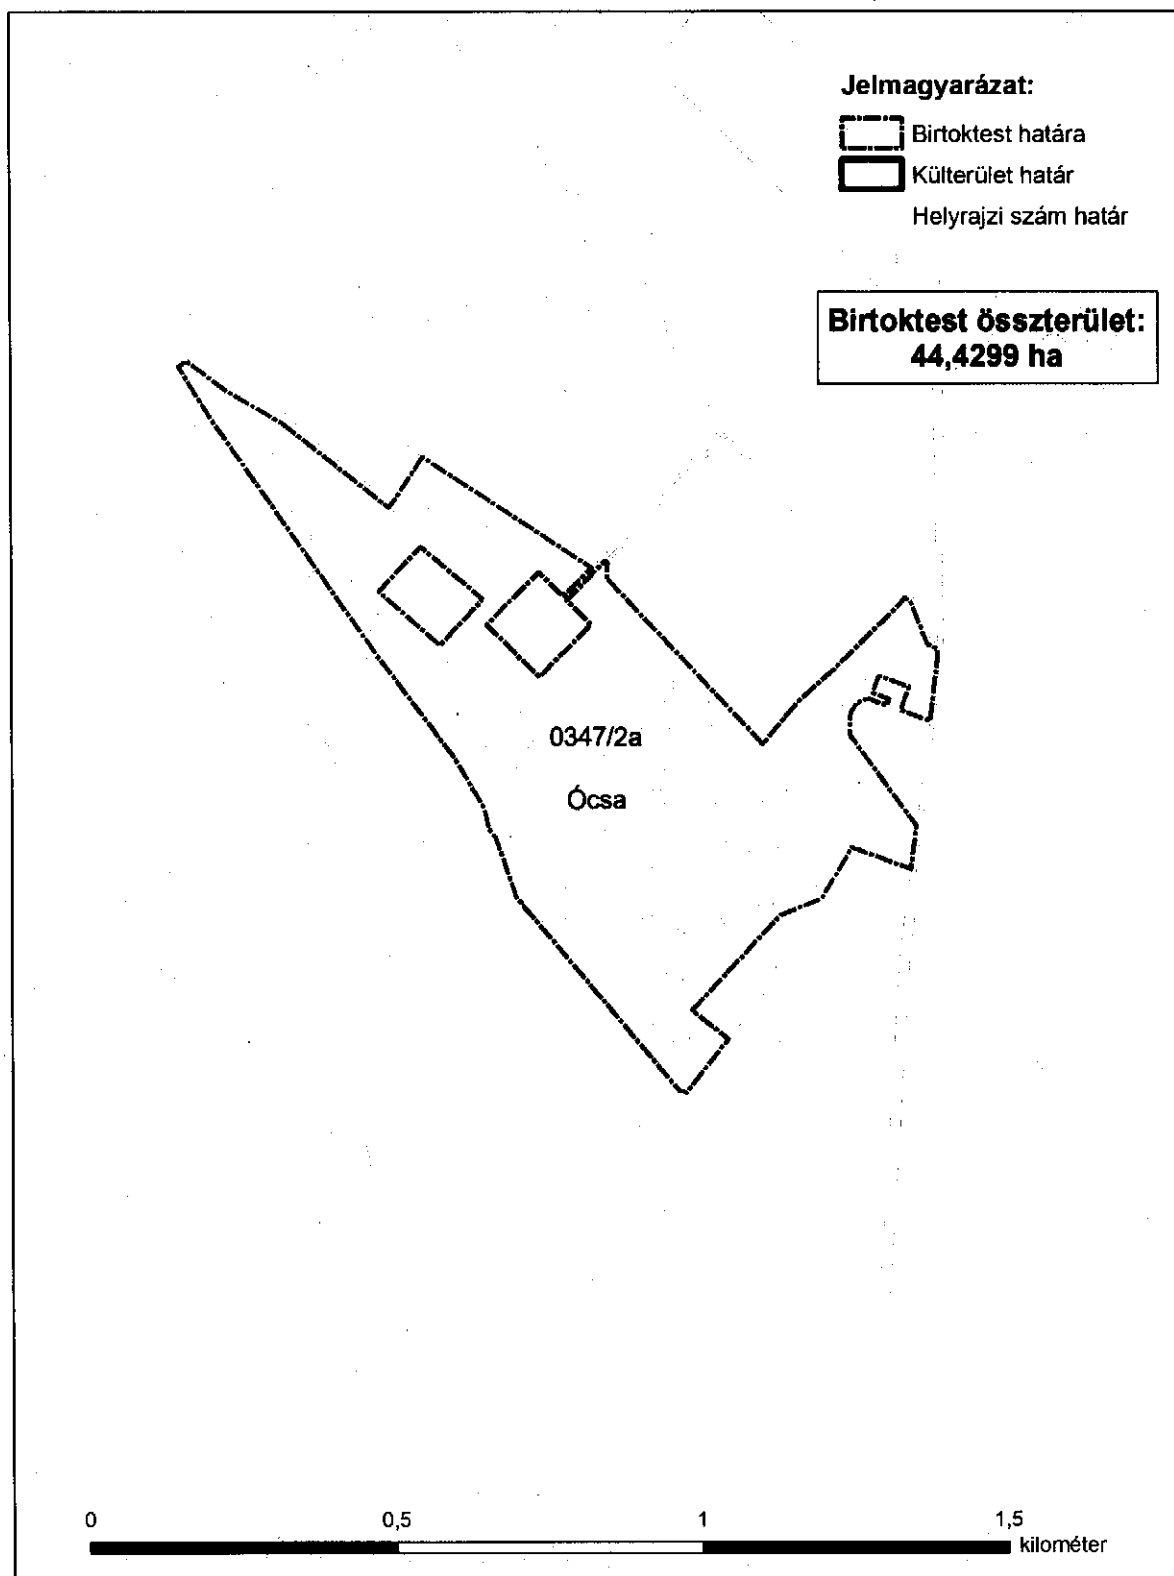 Jelmagyarázat:
Birtoktest határa
Külterület határ
Helyrajzi szám határ
Birtoktest összterület:
44,4299 ha
0347/2a
Ócsa
0 0,5 1 1,5
kilométer